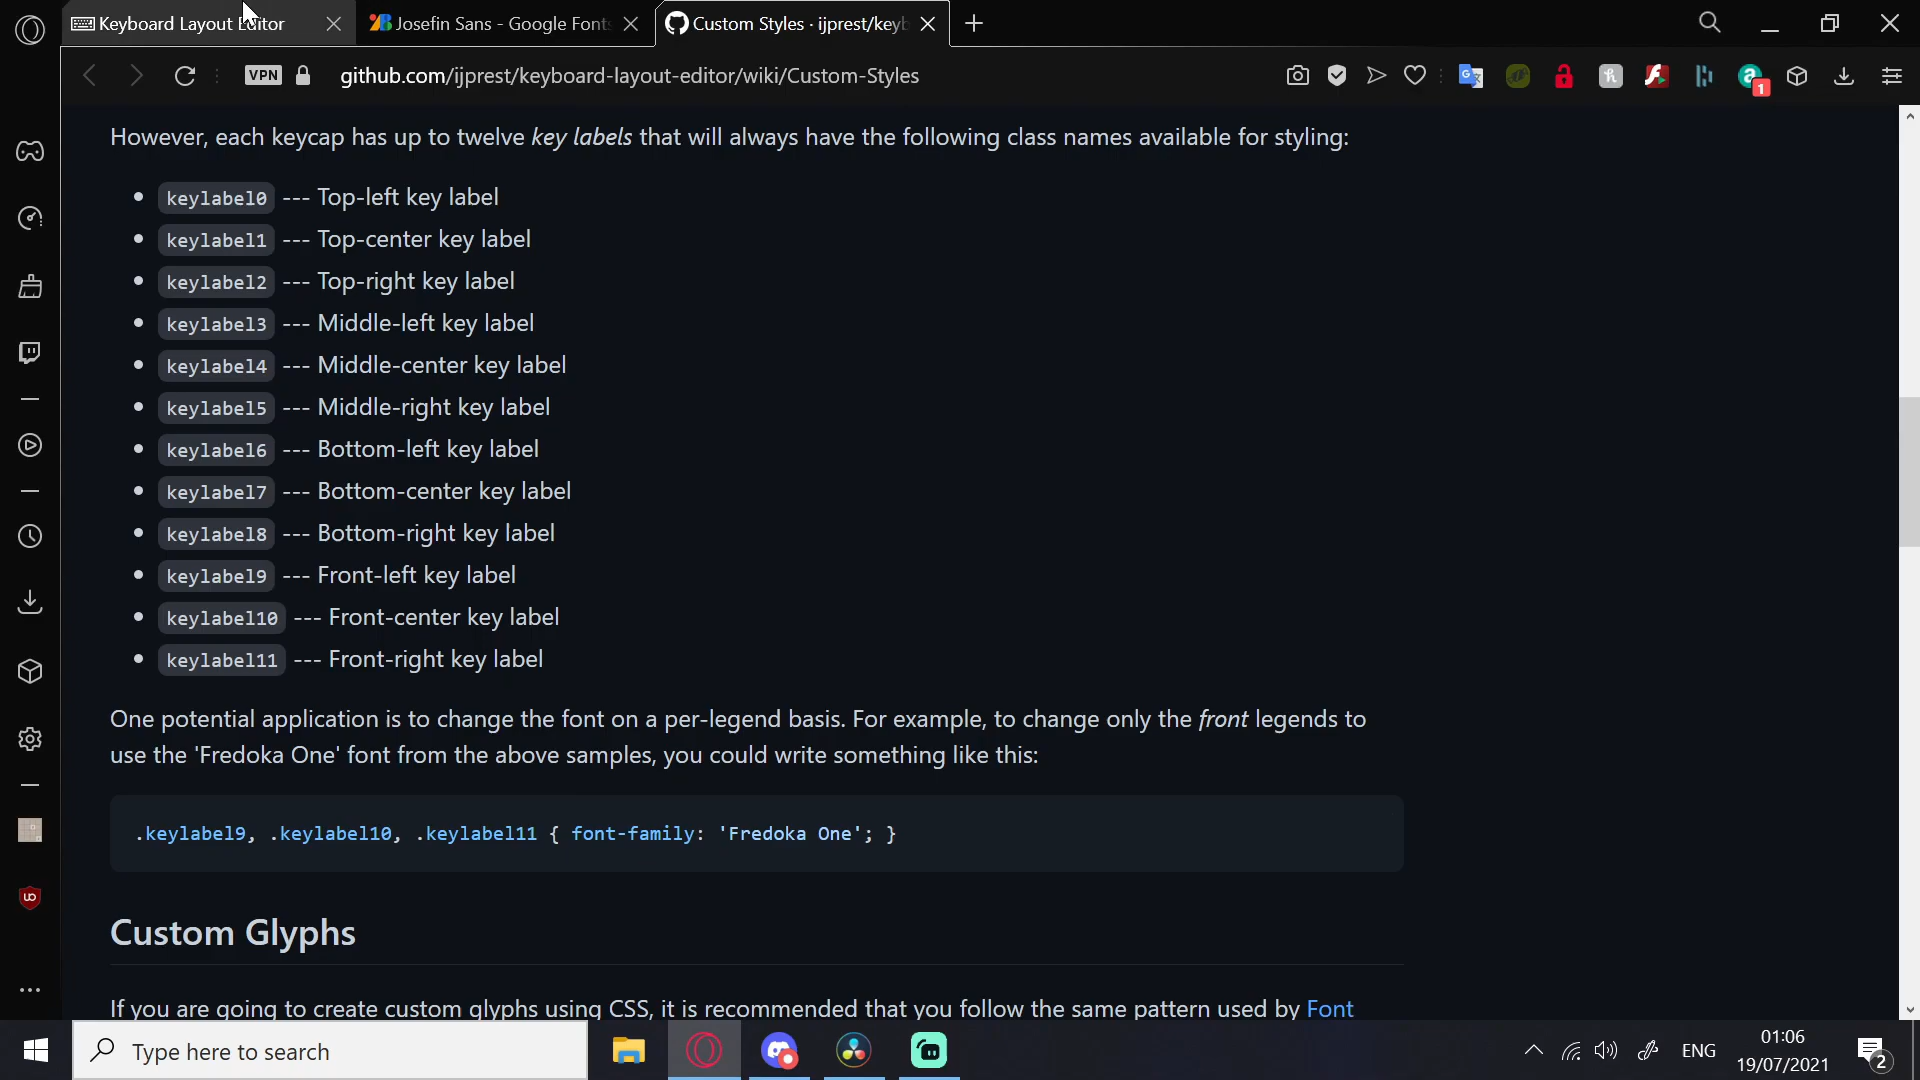 Keyboard Layout Editor
Josefin Sans - Google Fonts
Custom Styles · ijprest/keyb
VPN
github.com/ijprest/keyboard-layout-editor/wiki/Custom-Styles
1
However, each keycap has up to twelve key labels that will always have the following class names available for styling:
keylabel0 --- Top-left key label
keylabel1 --- Top-center key label
keylabel2 --- Top-right key label
keylabel3 --- Middle-left key label
keylabel4 --- Middle-center key label
keylabel5 --- Middle-right key label
keylabel6 --- Bottom-left key label
keylabel7 --- Bottom-center key label
keylabel8 --- Bottom-right key label
keylabel9 --- Front-left key label
keylabel10 --- Front-center key label
keylabel11 --- Front-right key label
One potential application is to change the font on a per-legend basis. For example, to change only the front legends to
use the 'Fredoka One' font from the above samples, you could write something like this:
.keylabel9, .keylabel10, .keylabel11 { font-family: 'Fredoka One'; }
Custom Glyphs
If you are going to create custom glyphs using CSS, it is recommended that you follow the same pattern used by Font
Type here to search
ENG
01:06
19/07/2021
2